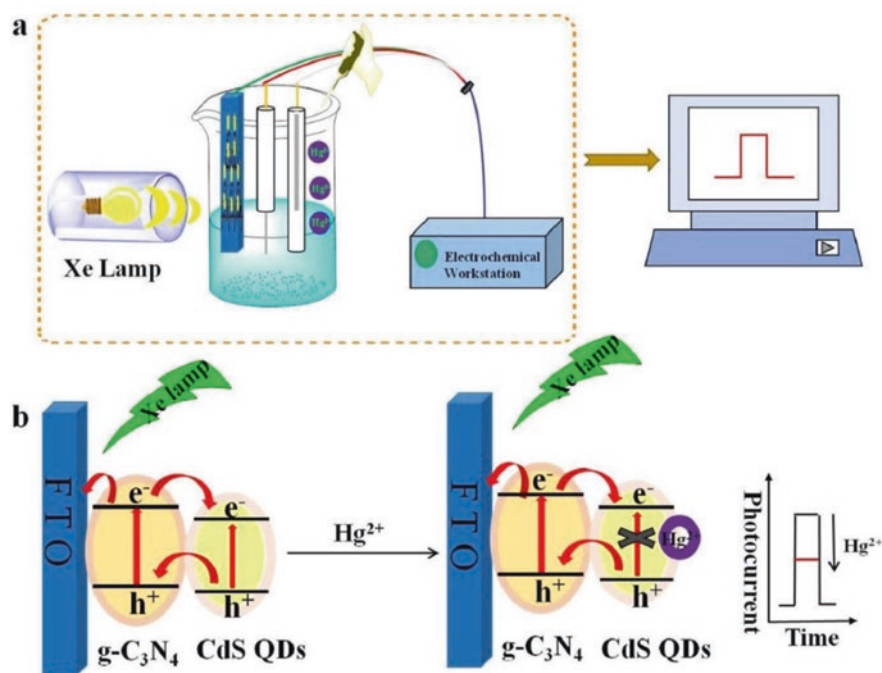 a
Hg²⁺
Hg²⁺
Hg²⁺
Xe Lamp
Electrochemical
Workstation
b
Xe lamp
FTO
e⁻
e⁻
h⁺
h⁺
g-C₃N₄
CdS QDs
Hg²⁺
Xe lamp
FTO
e⁻
e⁻
Hg²⁺
h⁺
h⁺
g-C₃N₄
CdS QDs
Photocurrent
Hg²⁺
Time